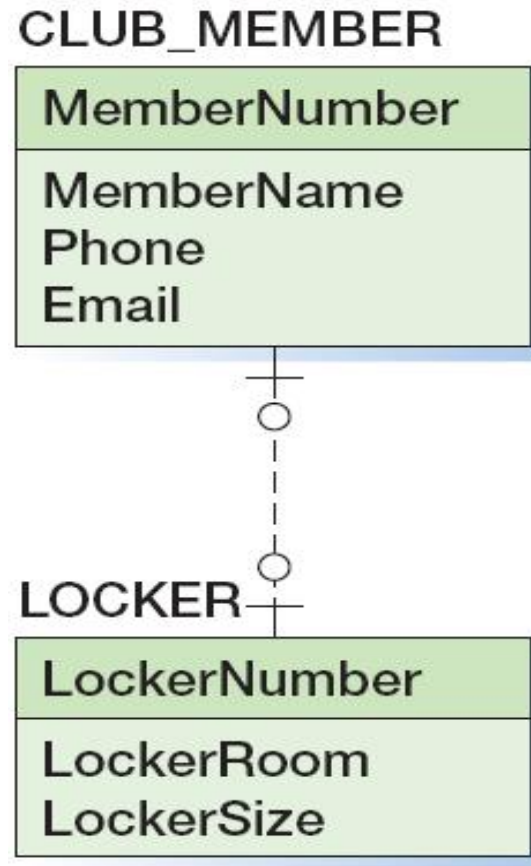 CLUB_MEMBER
MemberNumber
MemberName
Phone
Email
LOCKER
LockerNumber
LockerRoom
LockerSize